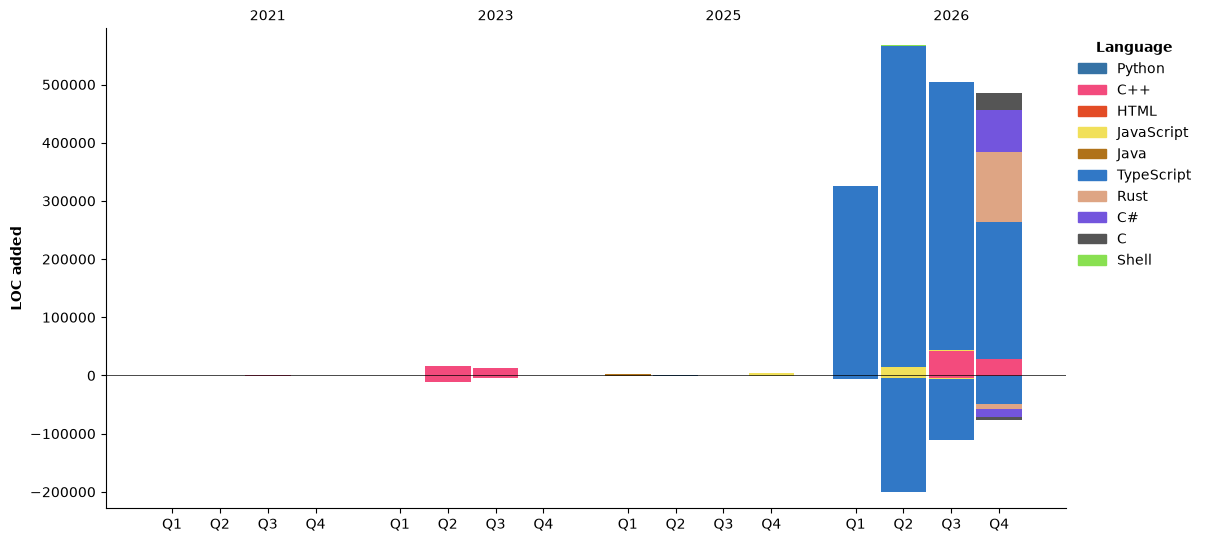 2021 2023 2025 2026
Language
Python
C++
HTML
JavaScript
Java
TypeScript
Rust
C#
C
Shell
LOC added
500000
400000
300000
200000
100000
0
−100000
−200000
Q1 Q2 Q3 Q4 Q1 Q2 Q3 Q4 Q1 Q2 Q3 Q4 Q1 Q2 Q3 Q4